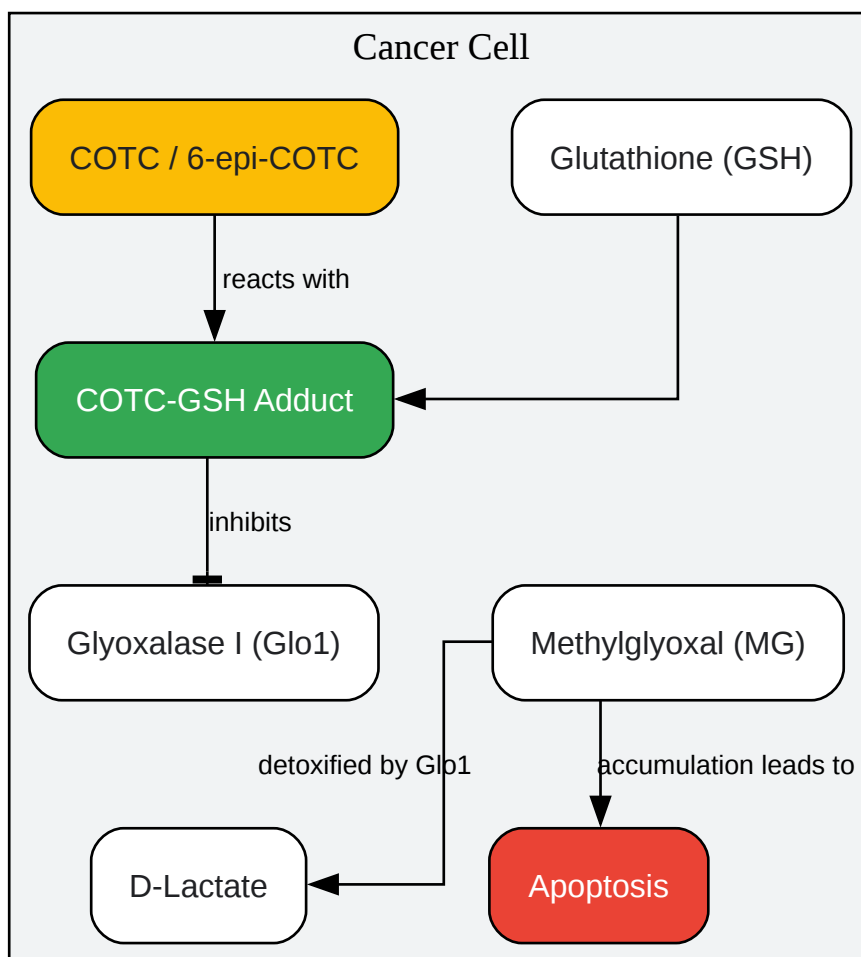 Cancer Cell
COTC / 6-epi-COTC
Glutathione (GSH)
reacts with
COTC-GSH Adduct
inhibits
Glyoxalase I (Glo1)
Methylglyoxal (MG)
detoxified by Glo1
accumulation leads to
D-Lactate
Apoptosis